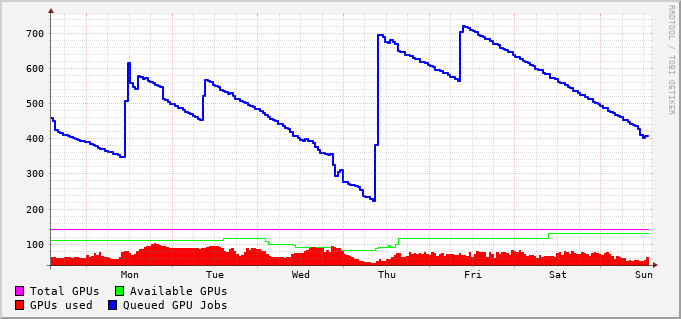 700
600
500
400
300
200
100
Mon Tue Wed Thu Fri Sat Sun
Total GPUs Available GPUs
GPUs used Queued GPU Jobs
RRDTOOL / TOBI OETIKER